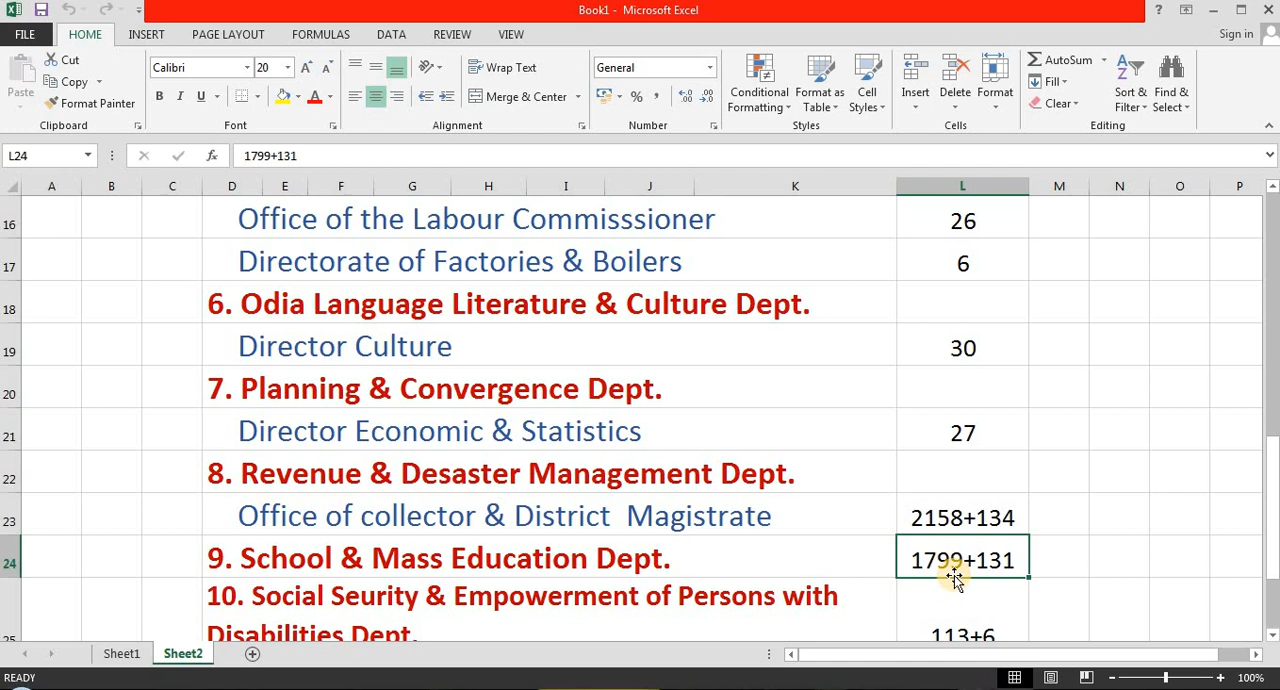 Book1 - Microsoft Excel
?
FILE HOME INSERT PAGE LAYOUT FORMULAS DATA REVIEW VIEW Sign in
Paste
Cut
Copy
Format Painter
Clipboard
Calibri 20
B I U
Font
Wrap Text
Merge & Center
Alignment
General
%
Number
Conditional Formatting
Format as Table
Cell Styles
Styles
Insert Delete Format
Cells
AutoSum
Fill
Clear
Sort & Filter
Find & Select
Editing
L24 fx 1799+131
A B C D E F G H I J K L M N O P
16 Office of the Labour Commisssioner 26
17 Directorate of Factories & Boilers 6
18 6. Odia Language Literature & Culture Dept.
19 Director Culture 30
20 7. Planning & Convergence Dept.
21 Director Economic & Statistics 27
22 8. Revenue & Desaster Management Dept.
23 Office of collector & District Magistrate 2158+134
24 9. School & Mass Education Dept. 1799+131
10. Social Seurity & Empowerment of Persons with
25 Disabilities Dept. 113+6
Sheet1 Sheet2
READY 100%